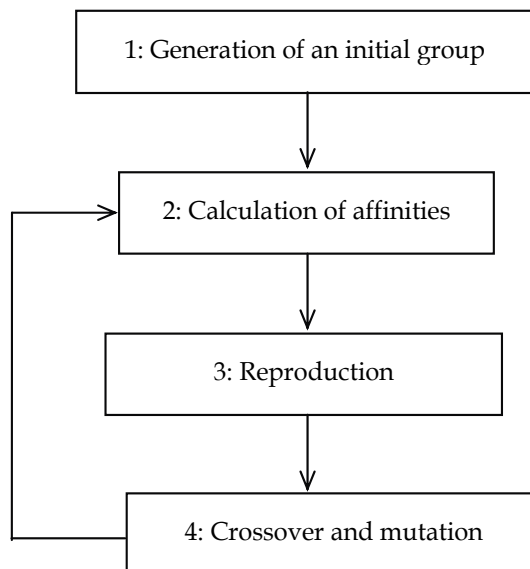 1: Generation of an initial group
2: Calculation of affinities
3: Reproduction
4: Crossover and mutation